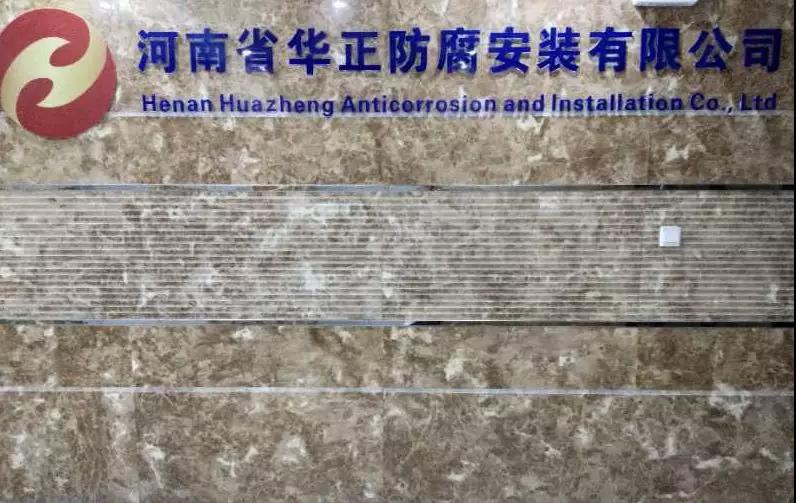 河南省华正防腐安装有限公司
Henan Huazheng Anticorrosion and Installation Co., Ltd